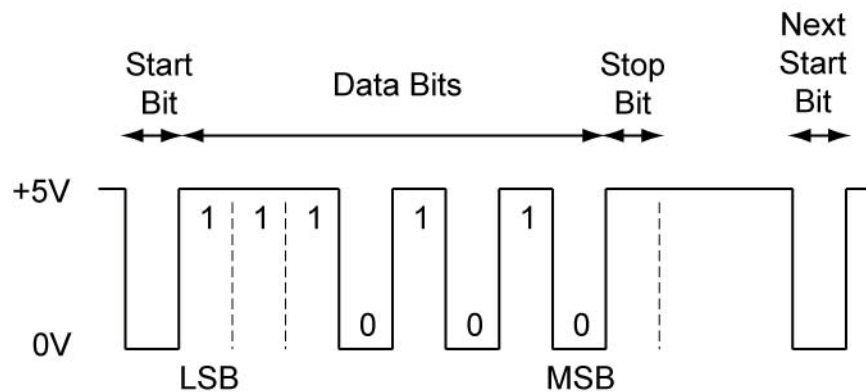 Start
Bit
Data Bits
Stop
Bit
Next
Start
Bit
+5V
1 1 1 1 1
0 0 0
0V
LSB MSB